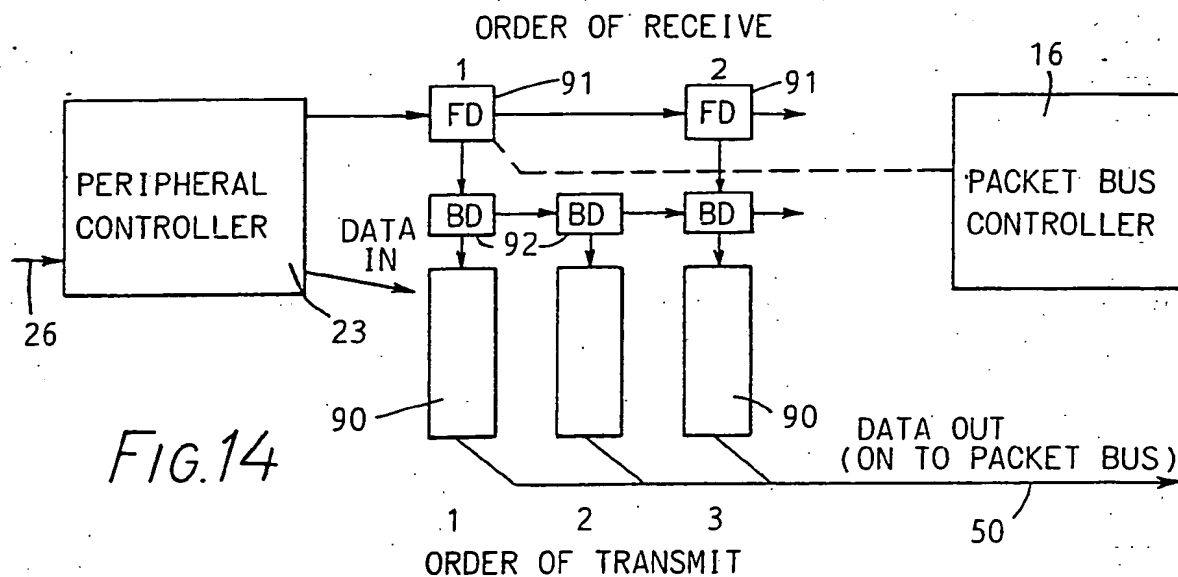 ORDER OF RECEIVE
1
2
16
91
91
FD
FD
PERIPHERAL
CONTROLLER
PACKET BUS
CONTROLLER
BD
BD
BD
DATA
IN
92
26
23
90
90
FIG.14
DATA OUT
(ON TO PACKET BUS)
50
1
2
3
ORDER OF TRANSMIT